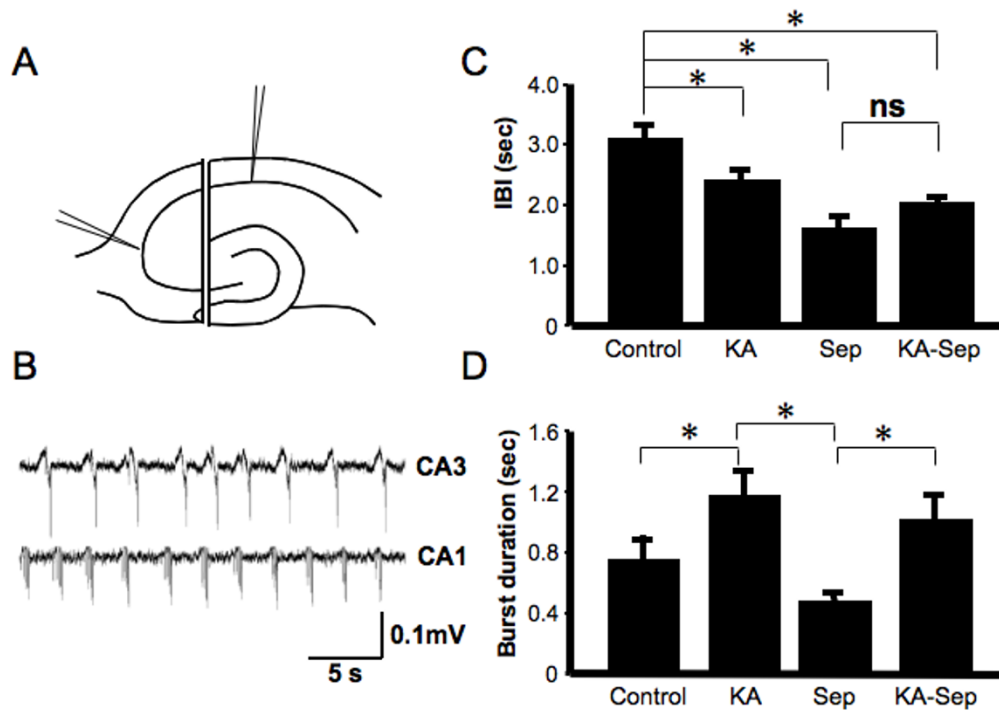 A
B
CA3
CA1
0.1mV
5 s
C
*
*
*
ns
IBI (sec)
4.0
3.0
2.0
1.0
0
Control KA Sep KA-Sep
D
*
*
*
Burst duration (sec)
1.6
1.2
0.8
0.4
0
Control KA Sep KA-Sep